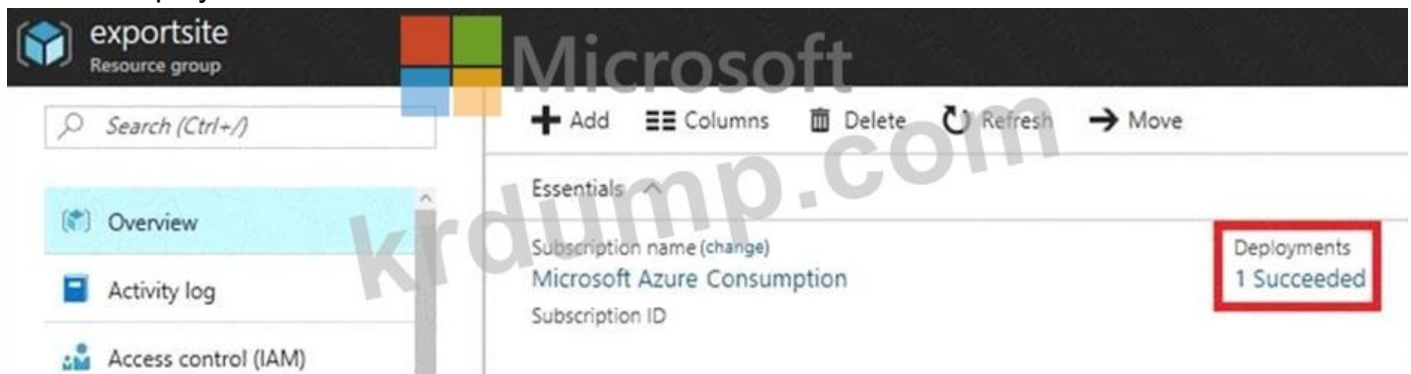 exportsite
Resource group
Microsoft
Search (Ctrl+/)
Add Columns Delete Refresh Move
Essentials
Overview
krdump.com
Subscription name (change)
Deployments
Microsoft Azure Consumption
1 Succeeded
Activity log
Subscription ID
Access control (IAM)